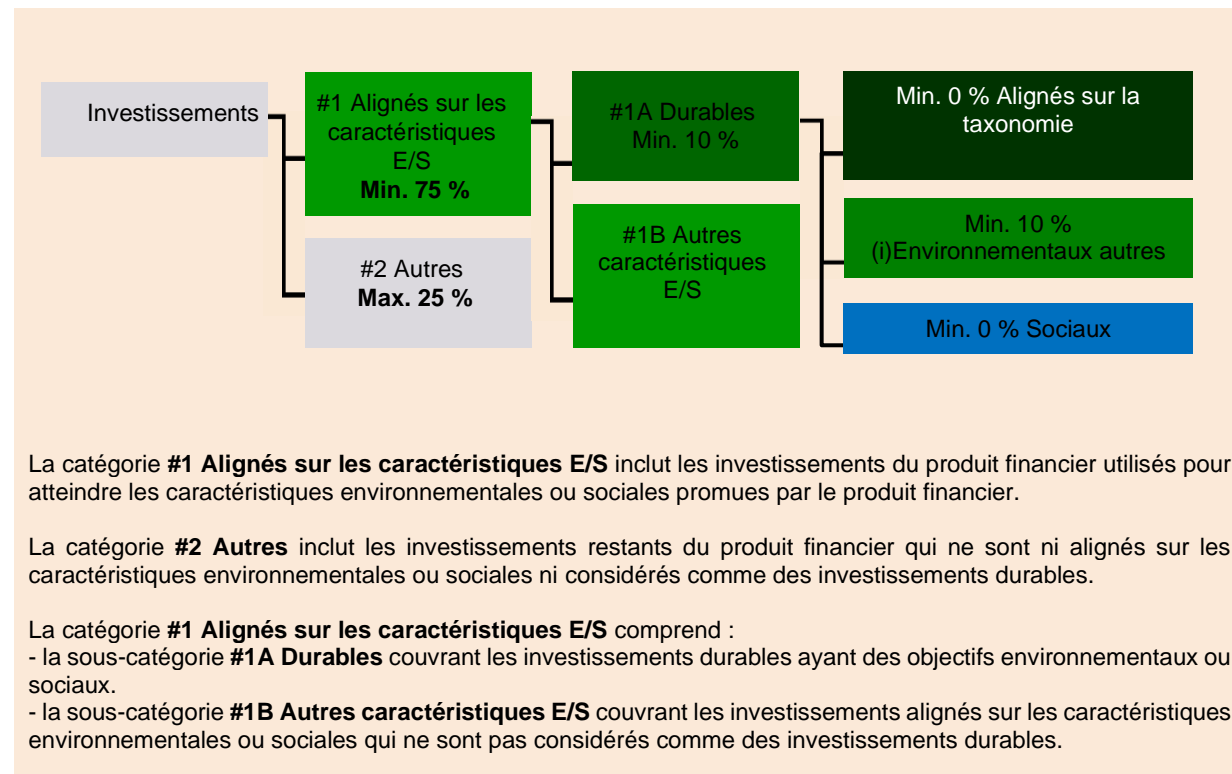 Investissements
#1 Alignés sur les
caractéristiques
E/S
Min. 75 %
#2 Autres
Max. 25 %
#1A Durables
Min. 10 %
#1B Autres
caractéristiques
E/S
Min. 0 % Alignés sur la
taxonomie
Min. 10 %
(i)Environnementaux autres
Min. 0 % Sociaux
La catégorie #1 Alignés sur les caractéristiques E/S inclut les investissements du produit financier utilisés pour
atteindre les caractéristiques environnementales ou sociales promues par le produit financier.
La catégorie #2 Autres inclut les investissements restants du produit financier qui ne sont ni alignés sur les
caractéristiques environnementales ou sociales ni considérés comme des investissements durables.
La catégorie #1 Alignés sur les caractéristiques E/S comprend :
- la sous-catégorie #1A Durables couvrant les investissements durables ayant des objectifs environnementaux ou
sociaux.
- la sous-catégorie #1B Autres caractéristiques E/S couvrant les investissements alignés sur les caractéristiques
environnementales ou sociales qui ne sont pas considérés comme des investissements durables.